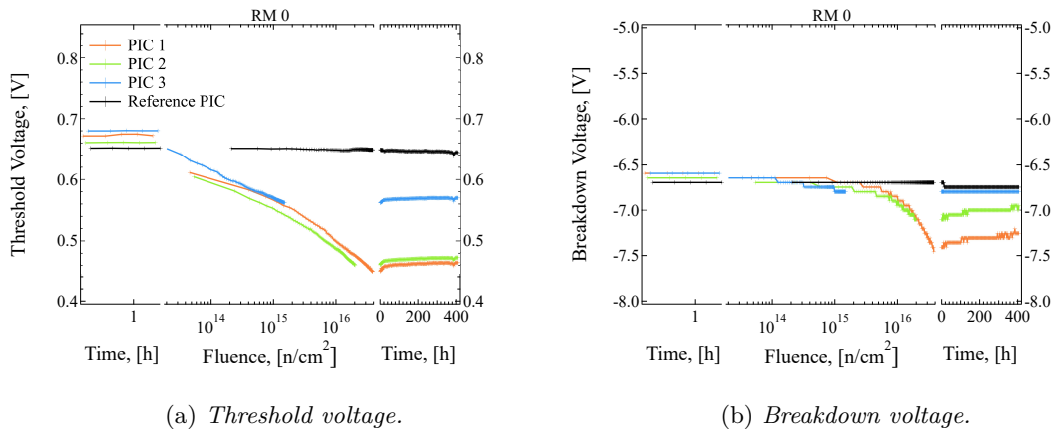 RM 0
0.8
0.7
0.6
0.5
0.4
Threshold Voltage, [V]
PIC 1
PIC 2
PIC 3
Reference PIC
0.8
0.7
0.6
0.5
0.4
1
10^14
10^15
10^16
0
200
400
Time, [h]
Fluence, [n/cm^2]
Time, [h]
(a) Threshold voltage.
RM 0
-5.0
-5.5
-6.0
-6.5
-7.0
-7.5
-8.0
Breakdown Voltage, [V]
-5.0
-5.5
-6.0
-6.5
-7.0
-7.5
-8.0
1
10^14
10^15
10^16
0
200
400
Time, [h]
Fluence, [n/cm^2]
Time, [h]
(b) Breakdown voltage.